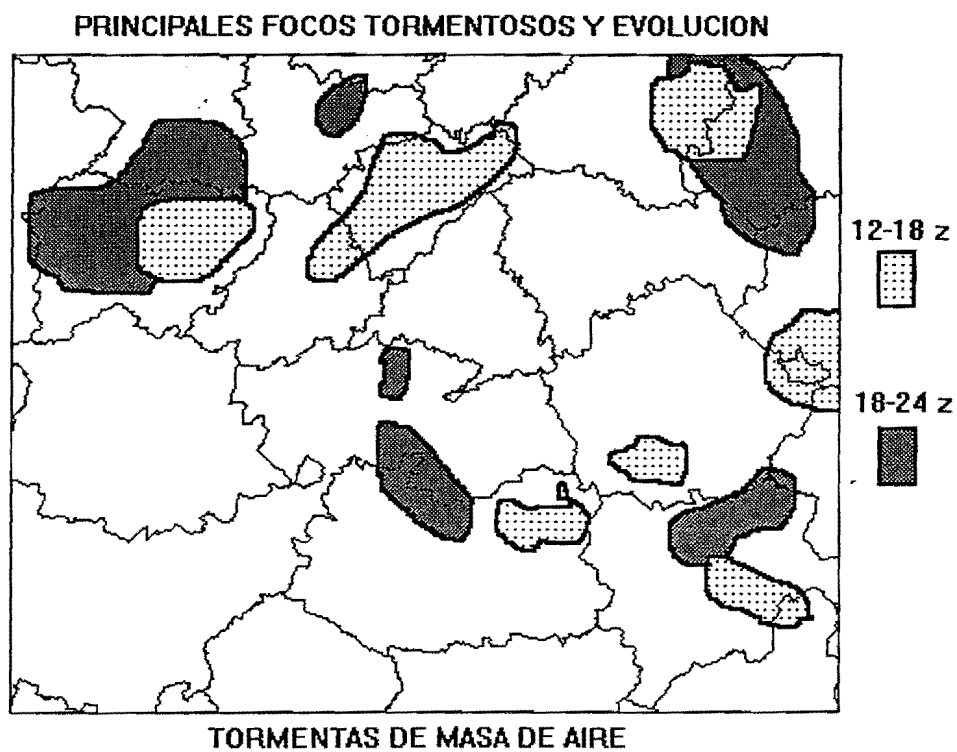 PRINCIPALES FOCOS TORMENTOSOS Y EVOLUCION
12-18 z
18-24 z
TORMENTAS DE MASA DE AIRE